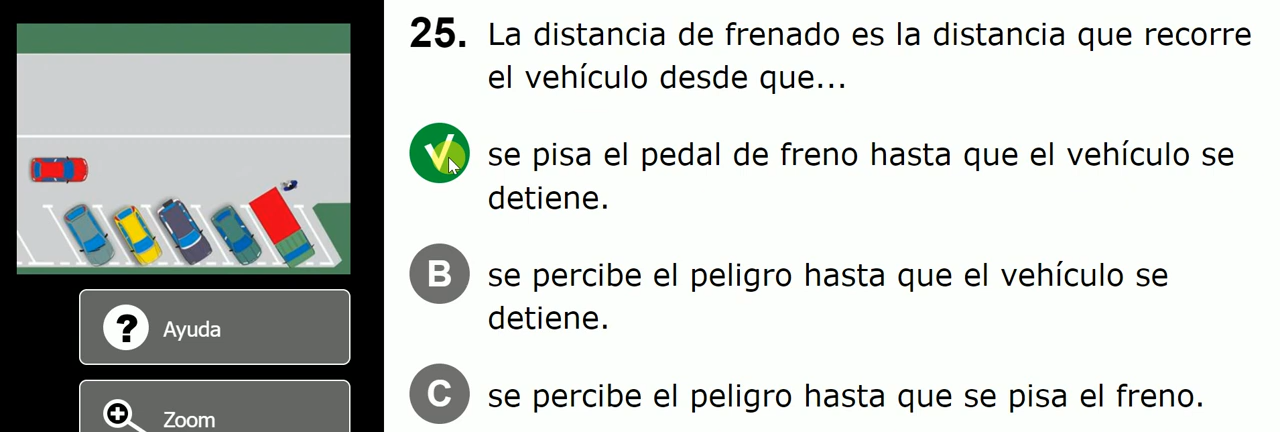 25. La distancia de frenado es la distancia que recorre
el vehículo desde que...
se pisa el pedal de freno hasta que el vehículo se
detiene.
B se percibe el peligro hasta que el vehículo se
detiene.
C se percibe el peligro hasta que se pisa el freno.
? Ayuda
Zoom